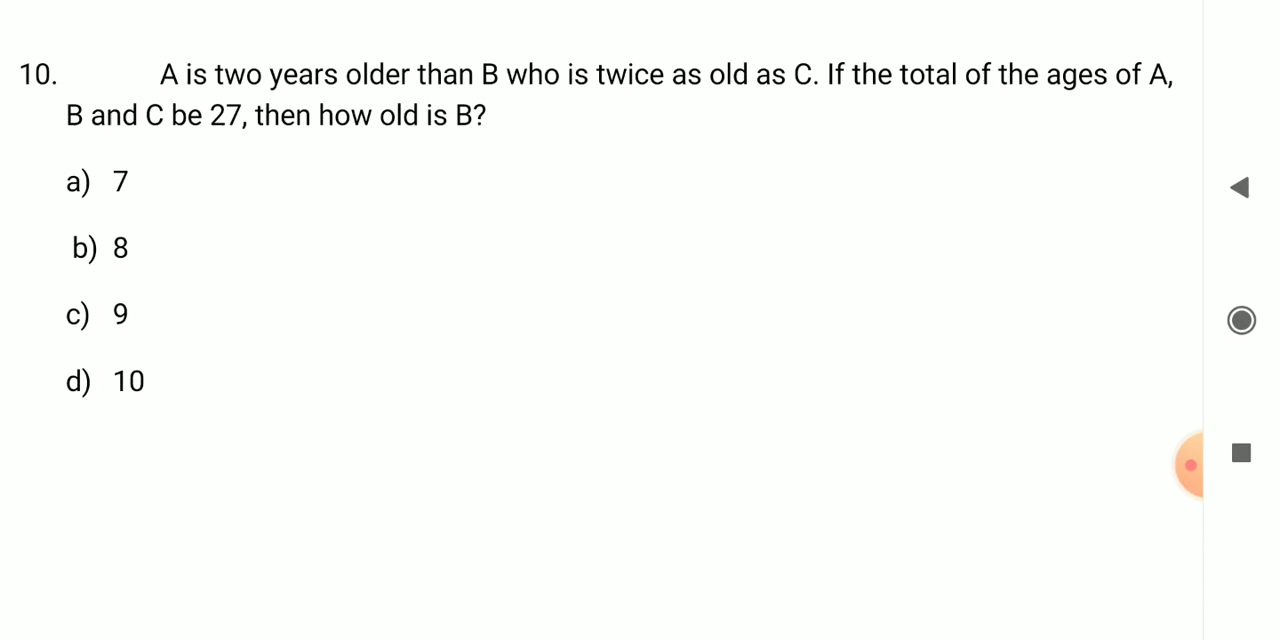 10. A is two years older than B who is twice as old as C. If the total of the ages of A,
B and C be 27, then how old is B?
a) 7
b) 8
c) 9
d) 10